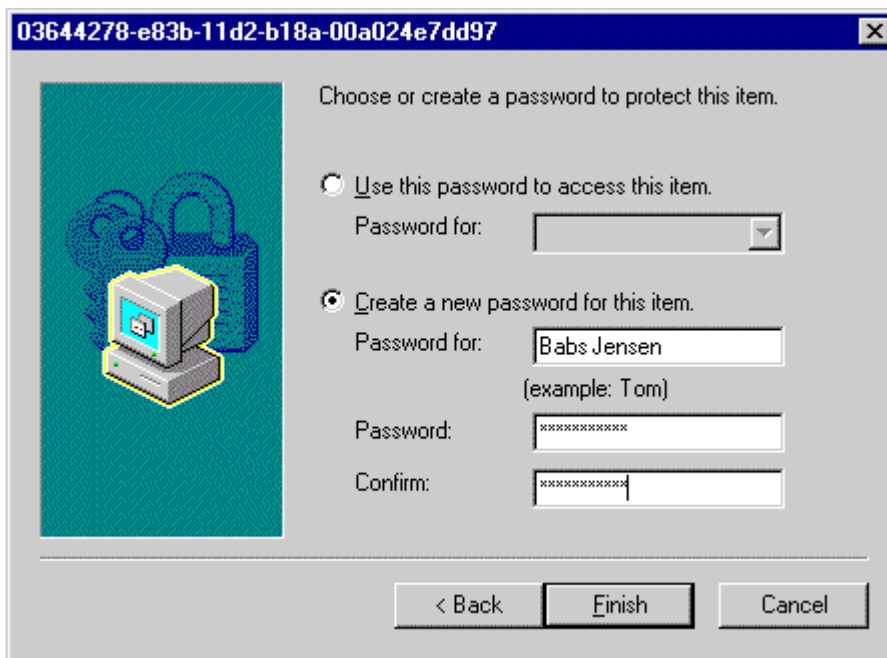 03644278-e83b-11d2-b18a-00a024e7dd97
Choose or create a password to protect this item.
Use this password to access this item.
Password for:
Create a new password for this item.
Password for: Babs Jensen
(example: Tom)
Password: ***********
Confirm: ***********
< Back Finish Cancel